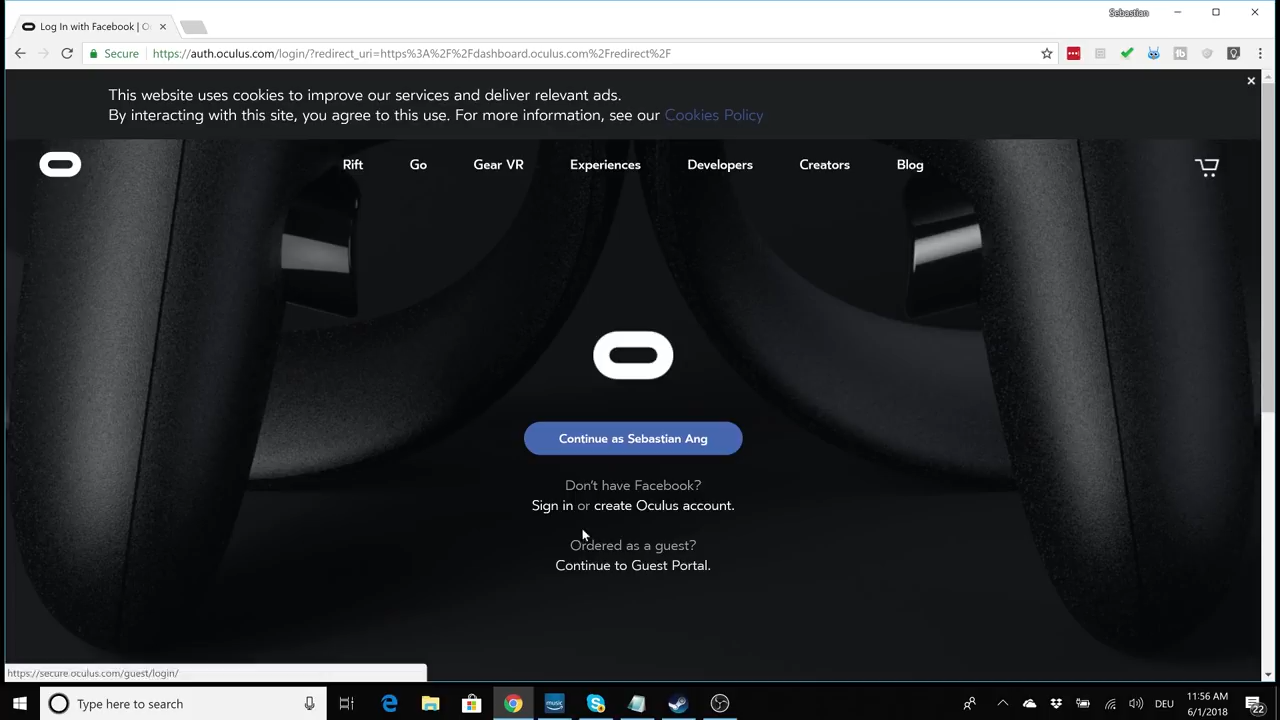 Sebastian
Log In with Facebook | O
Secure https://auth.oculus.com/login/?redirect_uri=https%3A%2F%2Fdashboard.oculus.com%2Fredirect%2F
This website uses cookies to improve our services and deliver relevant ads.
By interacting with this site, you agree to this use. For more information, see our Cookies Policy
Rift Go Gear VR Experiences Developers Creators Blog
Continue as Sebastian Ang
Don't have Facebook?
Sign in or create Oculus account.
Ordered as a guest?
Continue to Guest Portal.
https://secure.oculus.com/guest/login/
Type here to search
music
DEU
11:56 AM
6/1/2018
22